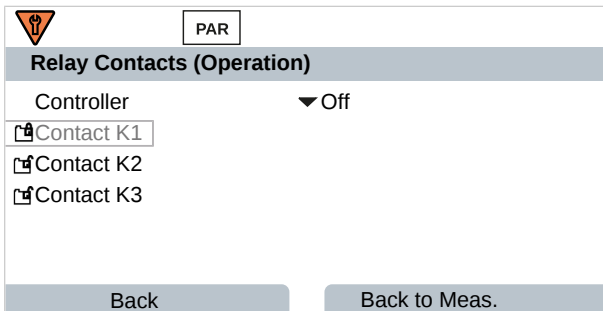 PAR
Relay Contacts (Operation)
Controller Off
Contact K1
Contact K2
Contact K3
Back Back to Meas.